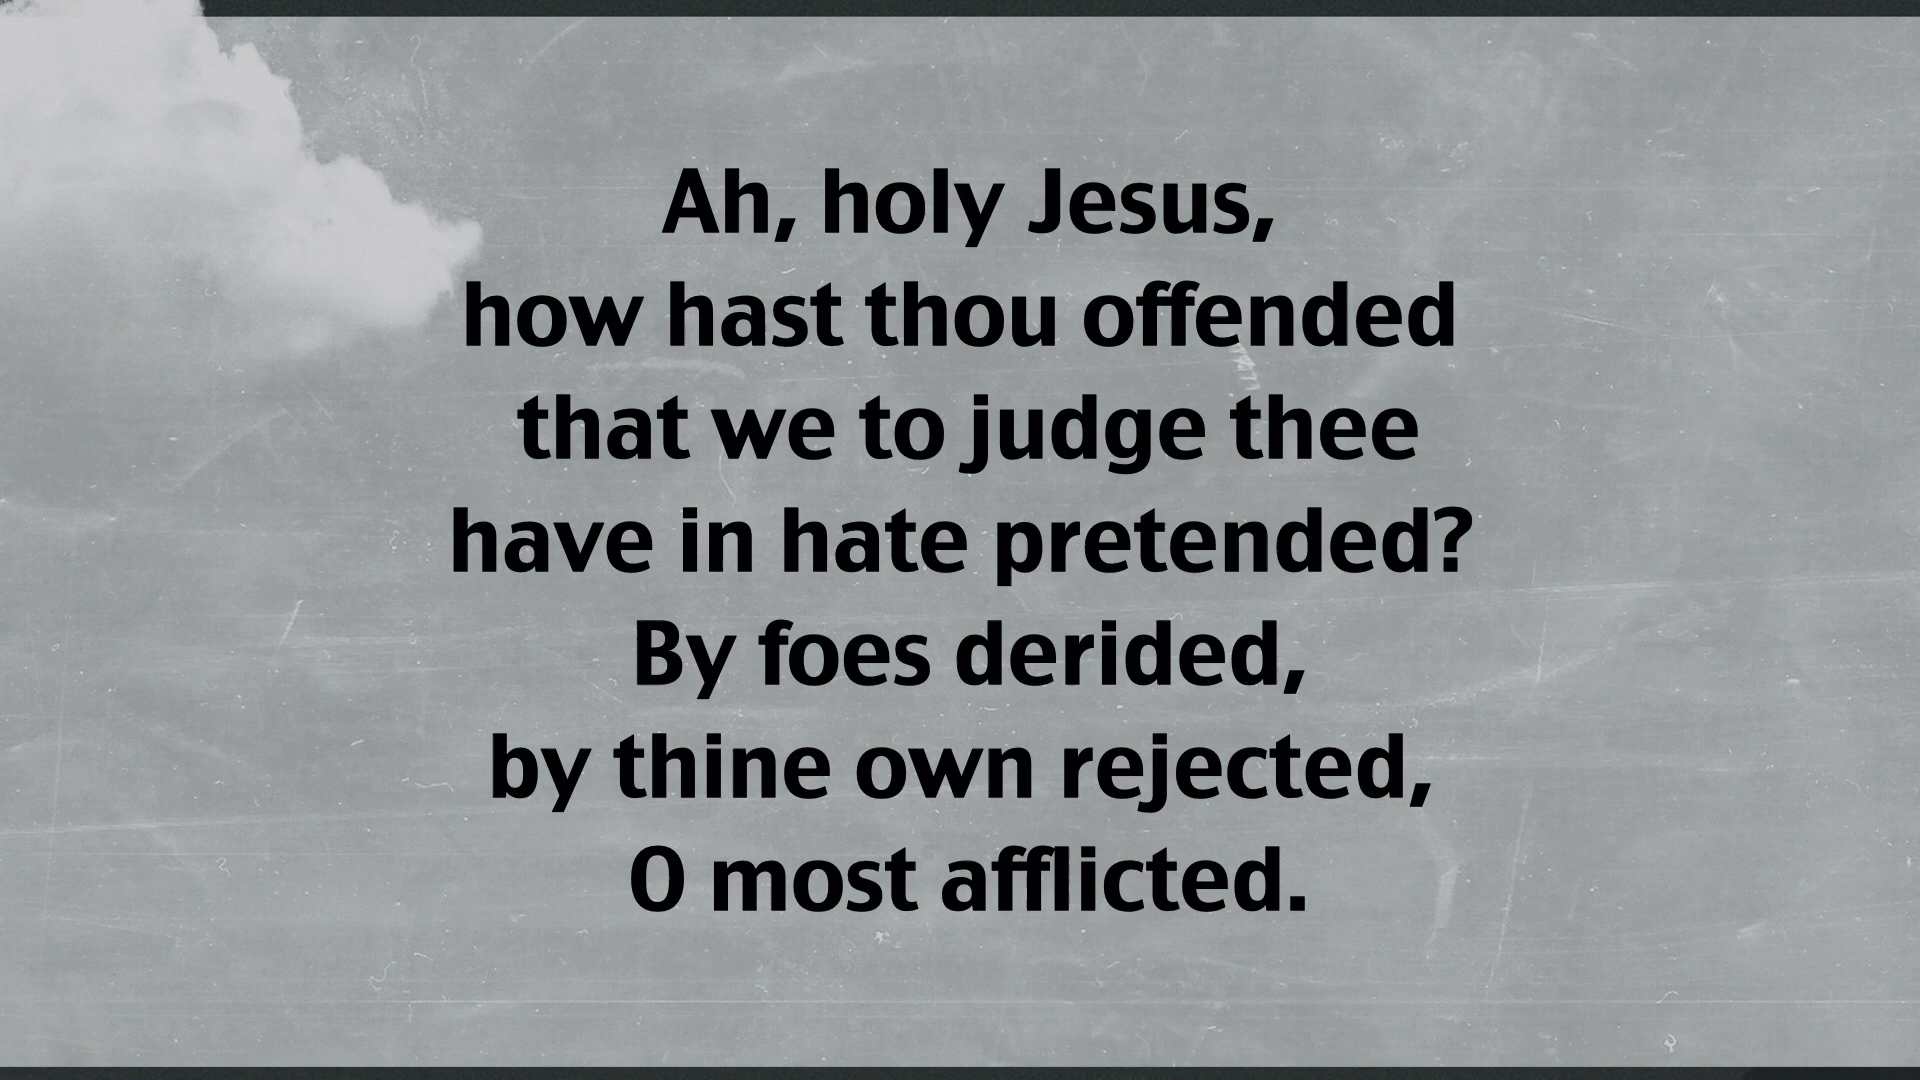 Ah, holy Jesus,
how hast thou offended
that we to judge thee
have in hate pretended?
By foes derided,
by thine own rejected,
O most afflicted.